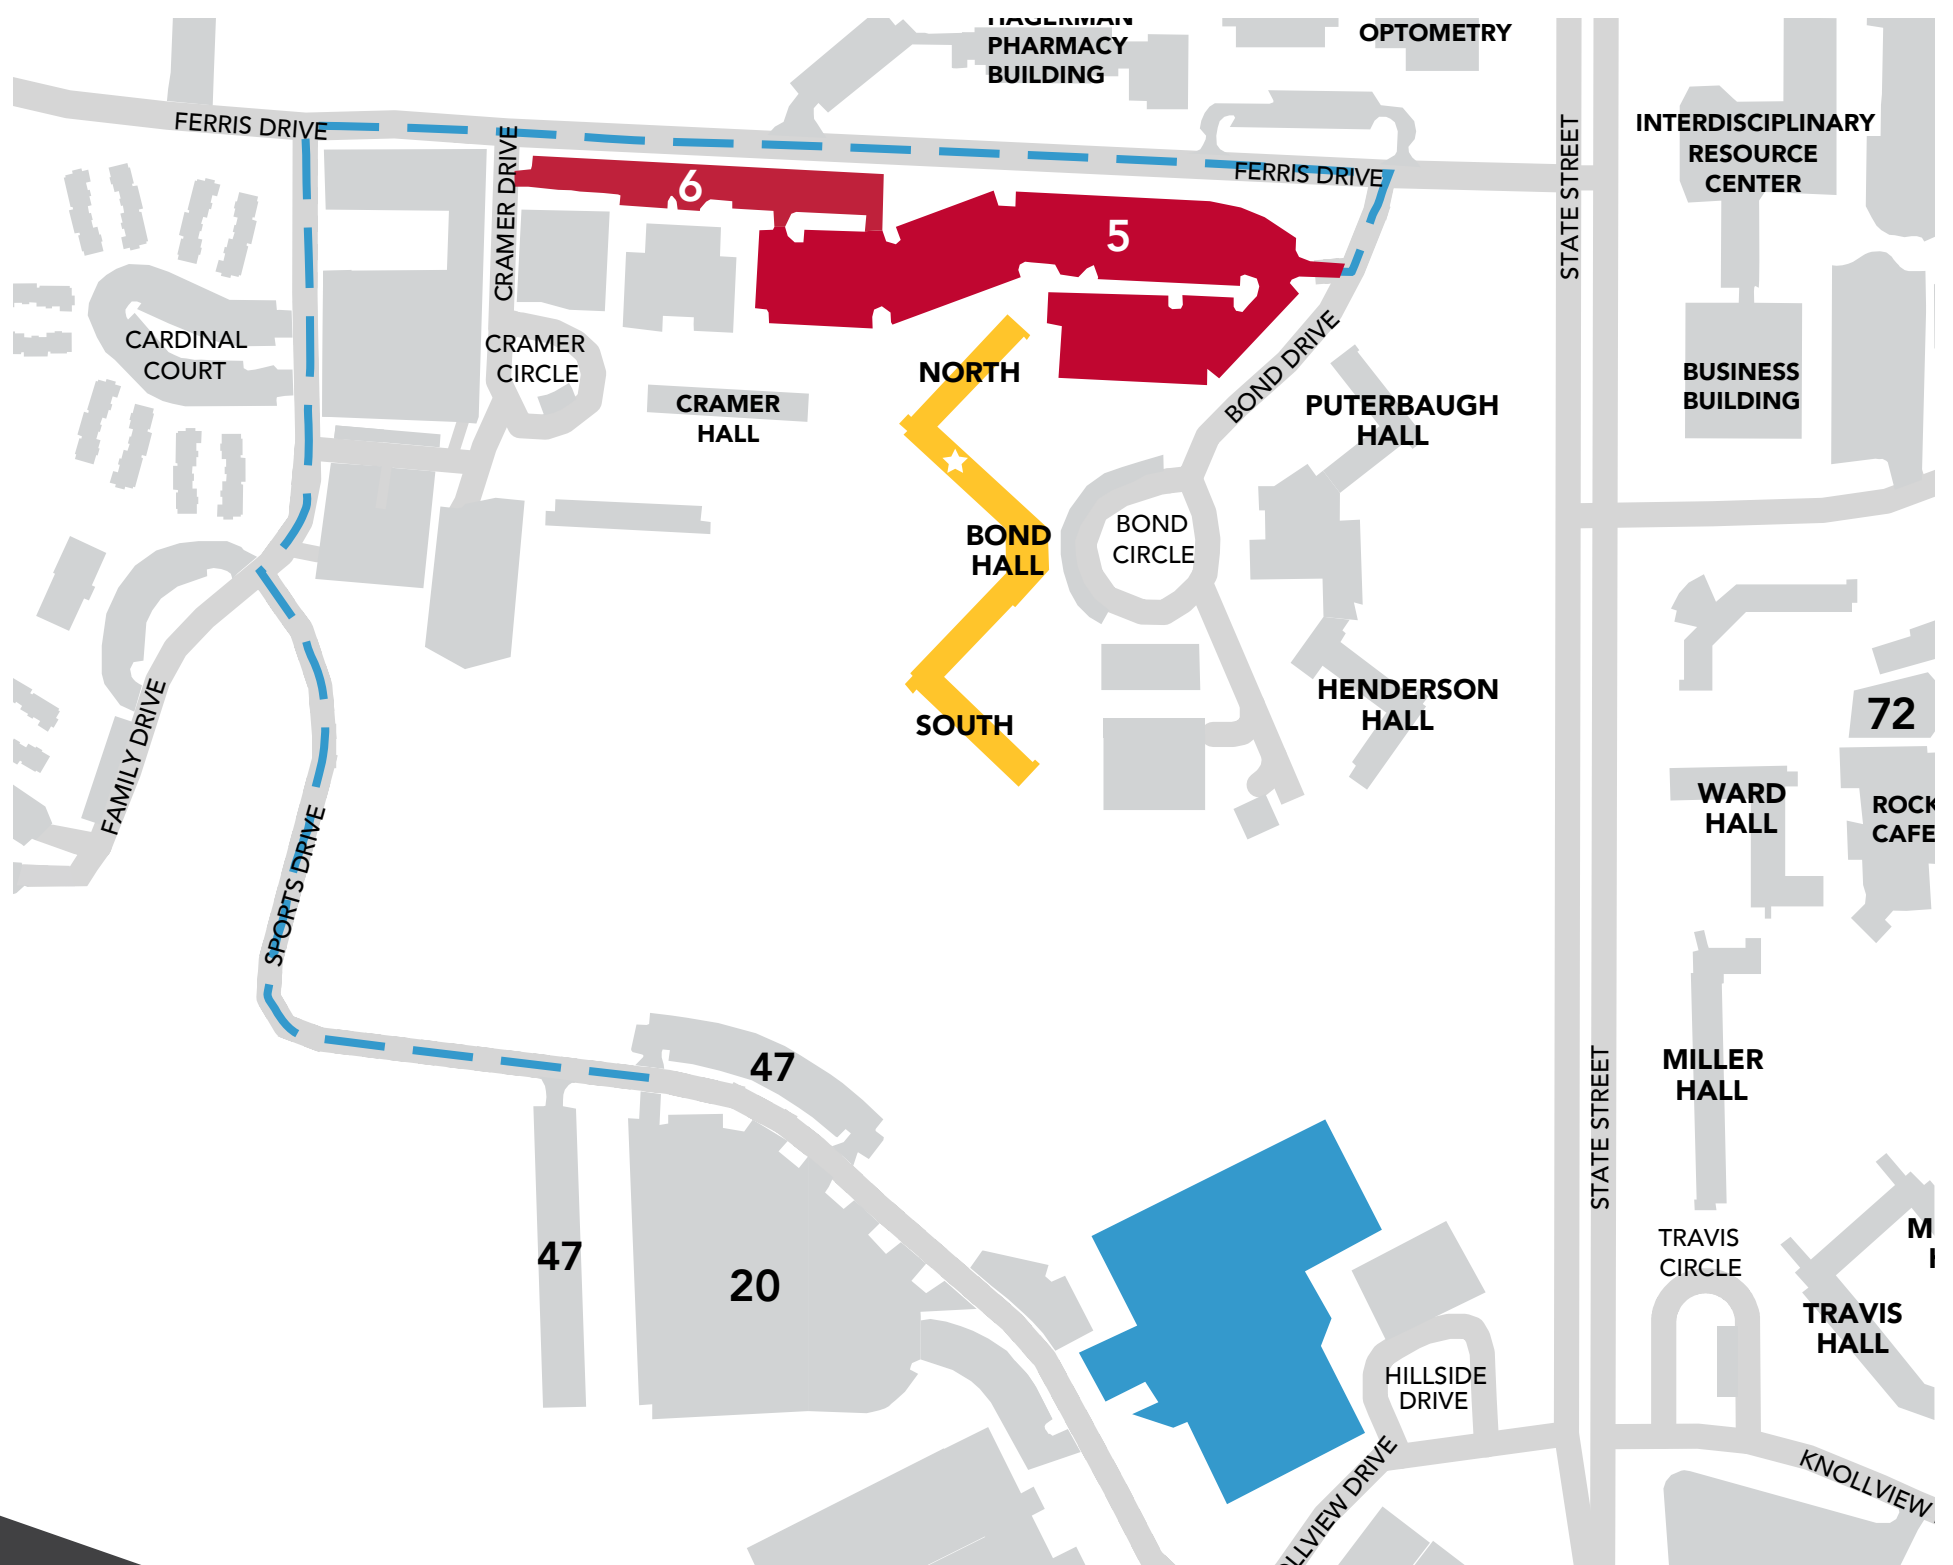 HAGERMAN
PHARMACY
BUILDING
OPTOMETRY
FERRIS DRIVE
CRAMER DRIVE
6
5
FERRIS DRIVE
STATE STREET
INTERDISCIPLINARY
RESOURCE
CENTER
CARDINAL
COURT
CRAMER
CIRCLE
CRAMER
HALL
NORTH
BOND DRIVE
PUTERBAUGH
HALL
BUSINESS
BUILDING
BOND
HALL
BOND
CIRCLE
SOUTH
HENDERSON
HALL
72
FAMILY DRIVE
SPORTS DRIVE
WARD
HALL
ROCK
CAFE
47
MILLER
HALL
STATE STREET
47
20
TRAVIS
CIRCLE
TRAVIS
HALL
HILLSIDE
DRIVE
KNOLLVIEW